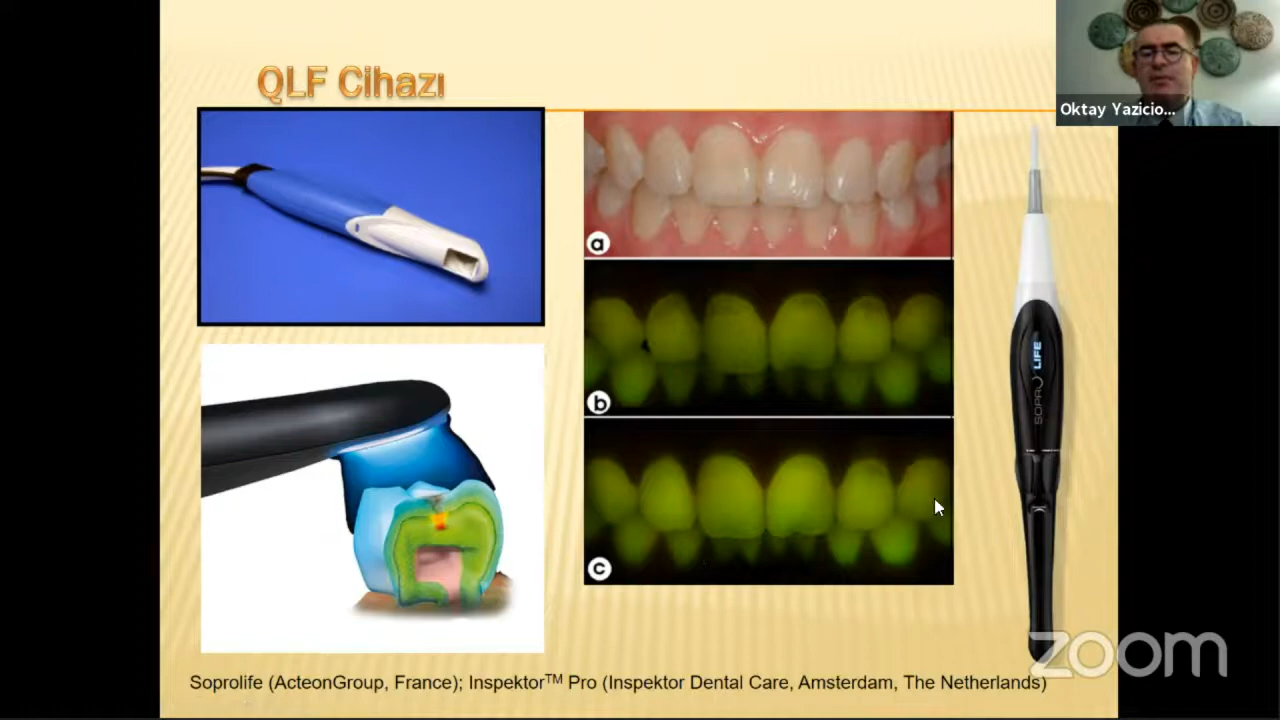 QLF Cihazı
Oktay Yazicio...
a
b
c
SOPRO LIFE
zoom
Soprolife (ActeonGroup, France); Inspektor™ Pro (Inspektor Dental Care, Amsterdam, The Netherlands)